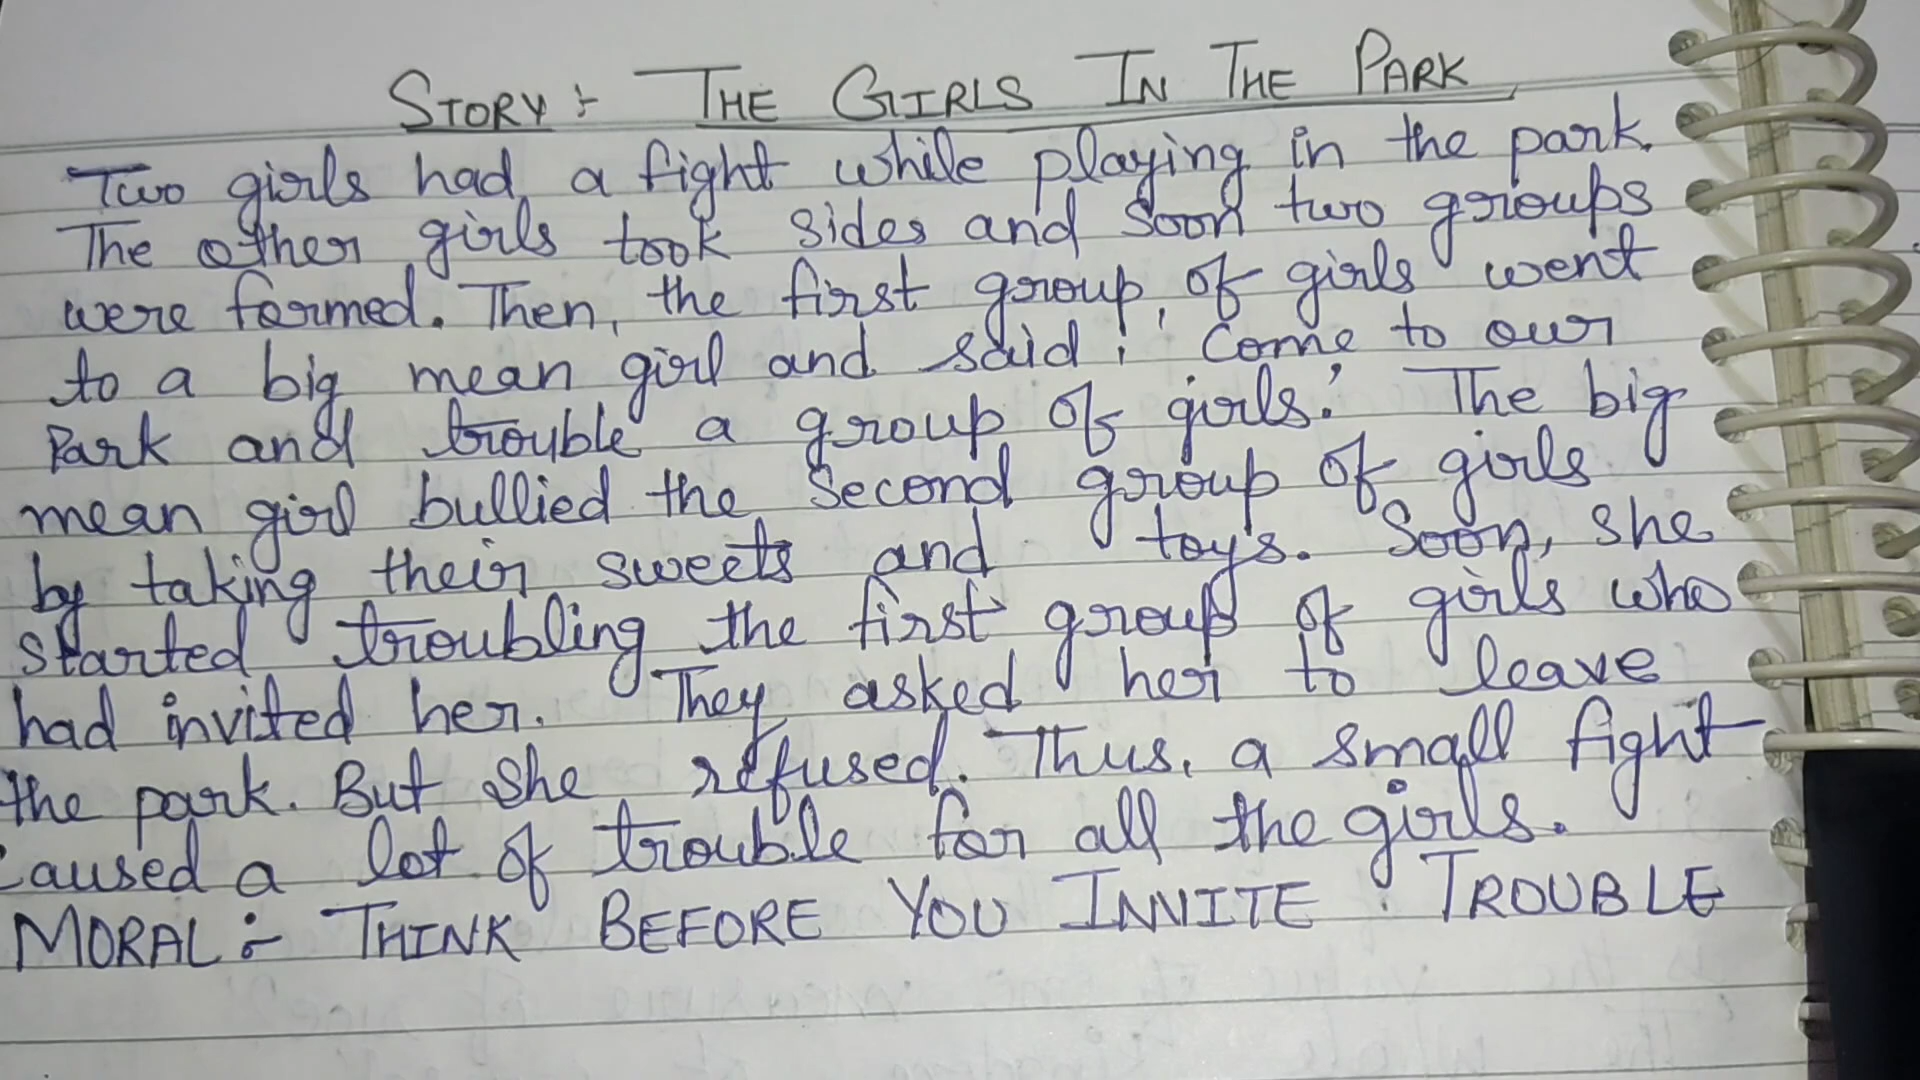 STORY:- THE GIRLS IN THE PARK
Two girls had a fight while playing in the park.
The other girls took sides and soon two groups
were formed. Then, the first group of girls went
to a big mean girl and said: 'Come to our
Park and trouble a group of girls.' The big
mean girl bullied the second group of girls
by taking their sweets and toys. Soon, she
started troubling the first group of girls who
had invited her. They asked her to leave
the park. But she refused. Thus, a small fight
caused a lot of trouble for all the girls.
MORAL:- THINK BEFORE YOU INVITE TROUBLE